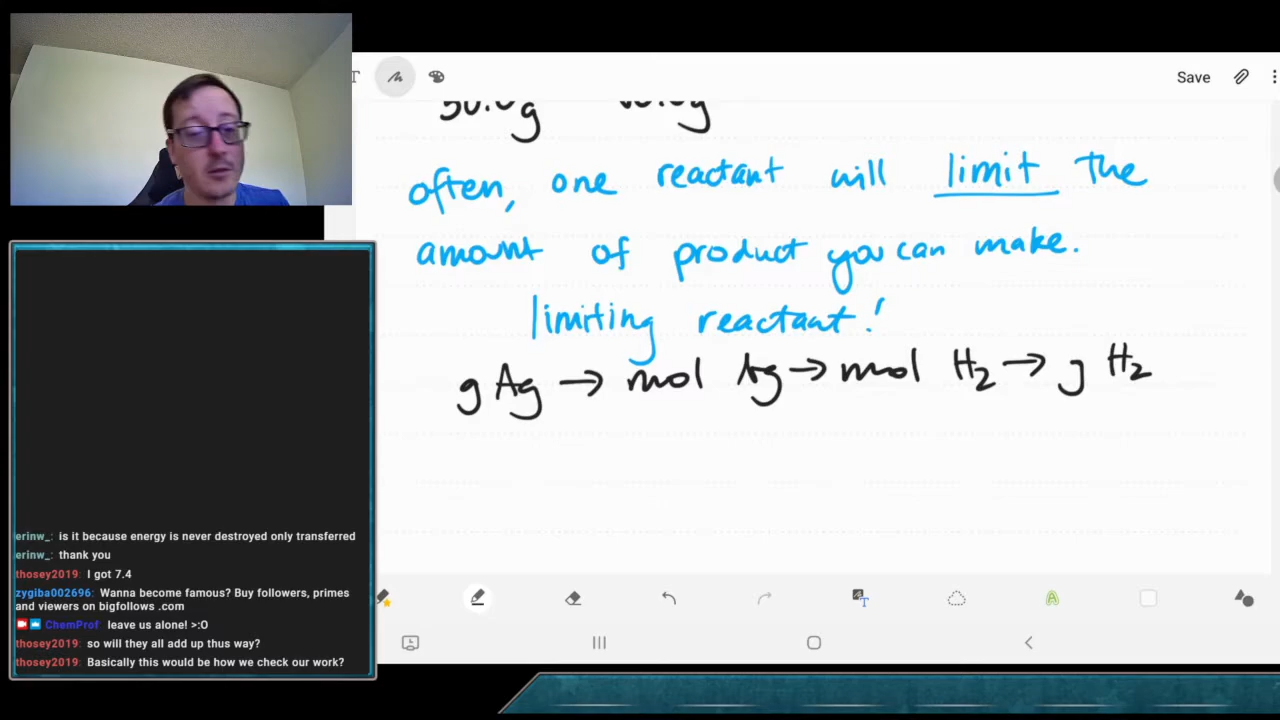 T
Save
50.0g
often, one reactant will limit the
amount of product you can make.
limiting reactant!
g Ag → mol Ag → mol H2 → g H2
erinw_: is it because energy is never destroyed only transferred
erinw_: thank you
thosey2019: I got 7.4
zygiba002696: Wanna become famous? Buy followers, primes
and viewers on bigfollows .com
ChemProf: leave us alone! >:O
thosey2019: so will they all add up thus way?
thosey2019: Basically this would be how we check our work?
T
A